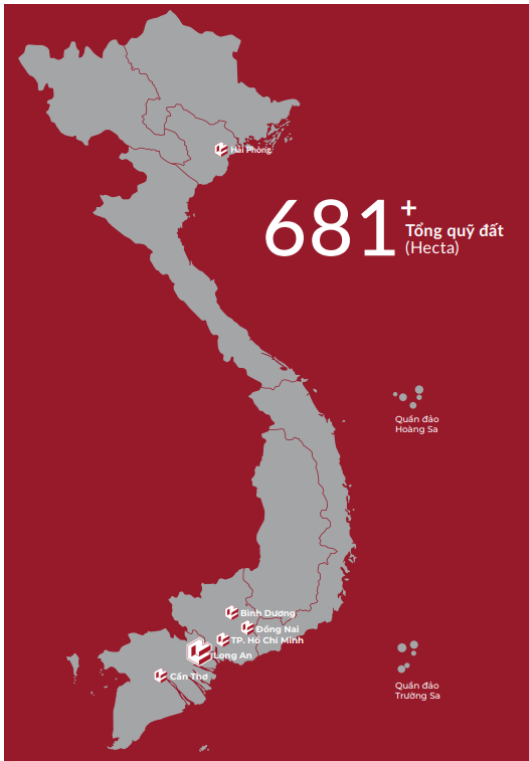 Hải Phòng
681+
Tổng quỹ đất
(Hecta)
Quần đảo
Hoàng Sa
Bình Dương
Đồng Nai
TP. Hồ Chí Minh
Long An
Cần Thơ
Quần đảo
Trường Sa